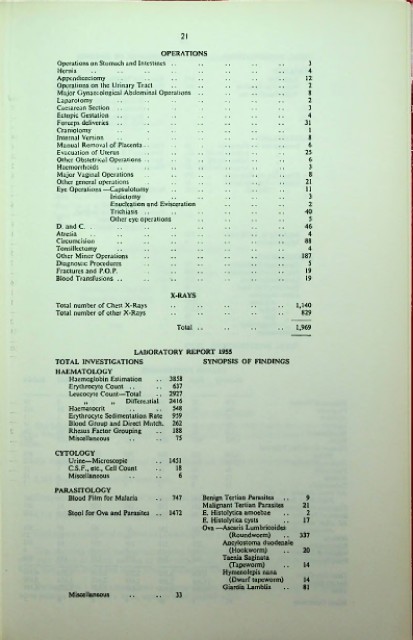 21
OPERATIONS
Operations on Stomach and Intestines .. .. .. .. .. 3
Hernia .. .. .. .. .. .. .. 4
Appendicectomy .. .. .. .. .. .. 12
Operations on the Urinary Tract .. .. .. .. .. 2
Major Gynaecological Abdominal Operations .. .. .. .. 8
Laparotomy .. .. .. .. .. .. 2
Caesarean Section .. .. .. .. .. .. 3
Ectopic Gestation .. .. .. .. .. .. 4
Forceps deliveries .. .. .. .. .. .. 31
Craniotomy .. .. .. .. .. .. 1
Internal Version .. .. .. .. .. .. 8
Manual Removal of Placenta .. .. .. .. .. 6
Evacuation of Uterus .. .. .. .. .. 25
Other Obstetrical Operations .. .. .. .. .. 6
Haemorrhoids .. .. .. .. .. .. 3
Major Vaginal Operations .. .. .. .. .. 8
Other general operations .. .. .. .. .. 21
Eye Operations—Capsulotomy .. .. .. .. .. 11
Iridictomy .. .. .. .. .. 3
Enucleation and Evisceration .. .. .. .. 2
Trichiasis .. .. .. .. .. 40
Other eye operations .. .. .. .. 5
D. and C. .. .. .. .. .. .. 46
Atresia .. .. .. .. .. .. 4
Circumcision .. .. .. .. .. .. 88
Tonsillectomy .. .. .. .. .. .. 4
Other Minor Operations .. .. .. .. .. 187
Diagnostic Procedures .. .. .. .. .. 5
Fractures and P.O.P. .. .. .. .. .. 19
Blood Transfusions .. .. .. .. .. .. 19
X-RAYS
Total number of Chest X-Rays .. .. .. .. .. 1,140
Total number of other X-Rays .. .. .. .. .. 829
Total .. .. .. .. 1,969
LABORATORY REPORT 1955
TOTAL INVESTIGATIONS SYNOPSIS OF FINDINGS
HAEMATOLOGY
Haemoglobin Estimation .. 3858
Erythrocyte Count .. .. 637
Leucocyte Count—Total .. 2927
„ „ Differential 2416
Haematocrit .. .. 548
Erythrocyte Sedimentation Rate 959
Blood Group and Direct Match. 262
Rhesus Factor Grouping .. 188
Miscellaneous .. .. 75
CYTOLOGY
Urine—Microscopic .. 1451
C.S.F., etc., Cell Count .. 18
Miscellaneous .. .. 6
PARASITOLOGY
Blood Film for Malaria .. 747 Benign Tertian Parasites .. 9
Malignant Tertian Parasites 21
Stool for Ova and Parasites .. 1472 E. Histolytica amoebae .. 2
E. Histolytica cysts .. 17
Ova—Ascaris Lumbricoides
(Roundworm) .. 337
Ancylostoma duodenale
(Hookworm) .. 20
Taenia Saginata
(Tapeworm) .. 14
Hymenolepis nana
(Dwarf tapeworm) 14
Giardia Lamblia .. 81
Miscellaneous .. .. 33